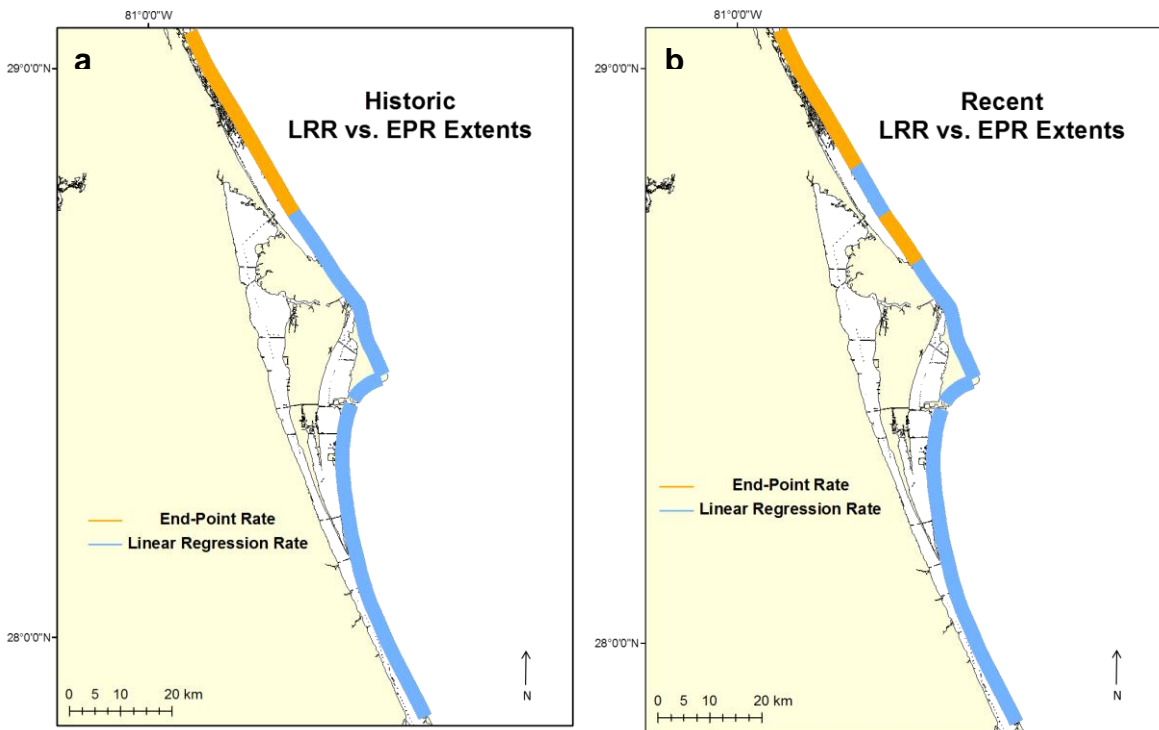 81°0'0"W
a
29°0'0"N
Historic
LRR vs. EPR Extents
End-Point Rate
Linear Regression Rate
28°0'0"N
0 5 10 20 km
N
81°0'0"W
b
29°0'0"N
Recent
LRR vs. EPR Extents
End-Point Rate
Linear Regression Rate
28°0'0"N
0 5 10 20 km
N